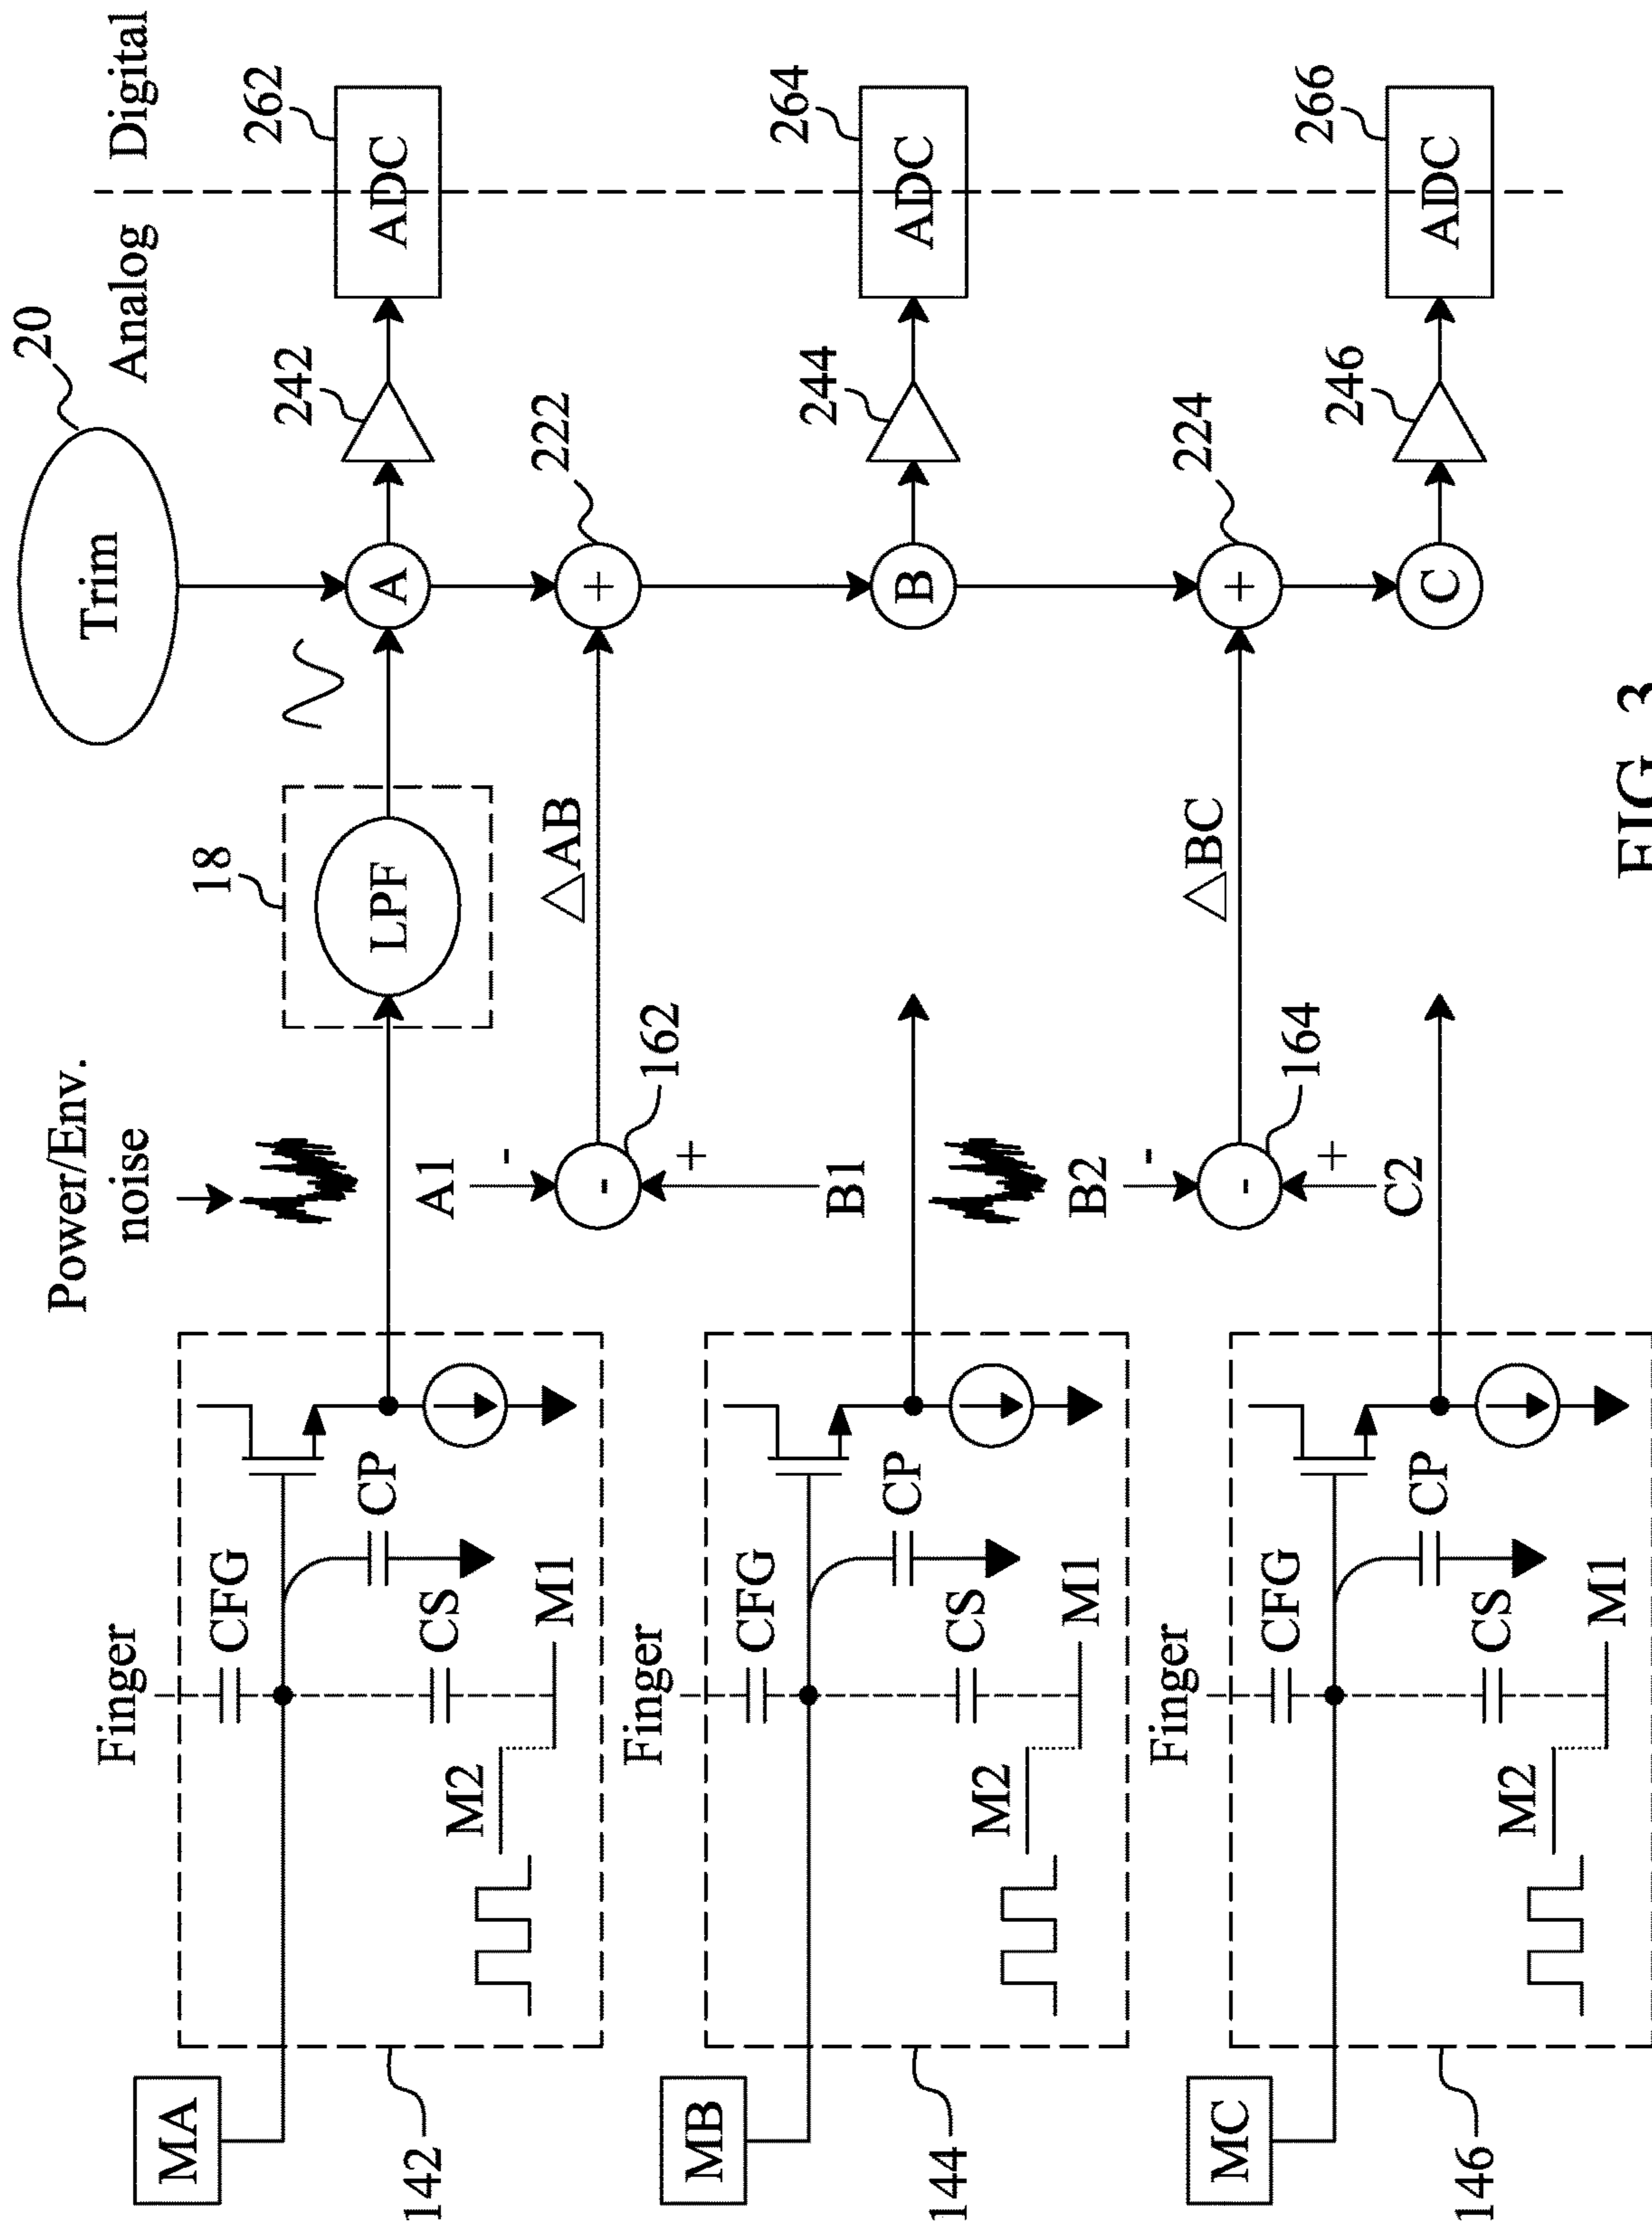 20
Trim
Analog
Digital
Power/Env.
noise
18
LPF
A
242
262
ADC
MA
142
Finger
CFG
CP
CS
M1
M2
A1
-
-
+
162
△AB
+
222
B1
MB
144
Finger
CFG
CP
CS
M1
M2
B
244
264
ADC
B2
-
-
+
164
△BC
+
224
C2
MC
146
Finger
CFG
CP
CS
M1
M2
C
246
266
ADC
FIG. 3